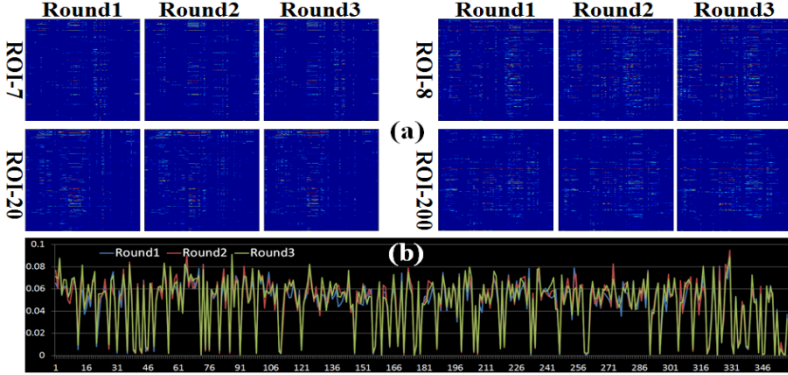 Round1 Round2 Round3 Round1 Round2 Round3
ROI-7 ROI-8
(a)
ROI-20 ROI-200
(b)
Round1 Round2 Round3
0.1
0.08
0.06
0.04
0.02
0
1 16 31 46 61 76 91 106 121 136 151 166 181 196 211 226 241 256 271 286 301 316 331 346